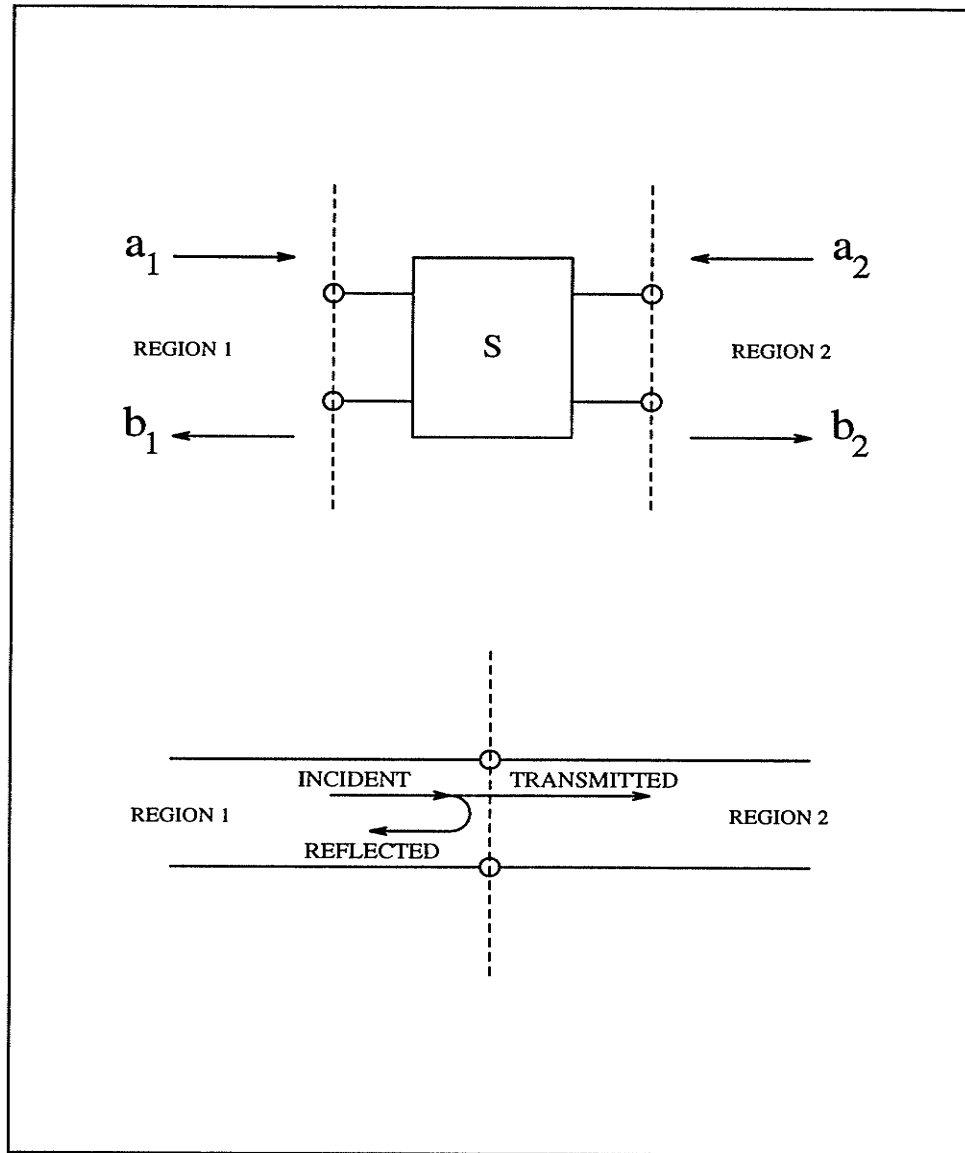 a1
a2
S
REGION 1
REGION 2
b1
b2
INCIDENT
TRANSMITTED
REGION 1
REGION 2
REFLECTED